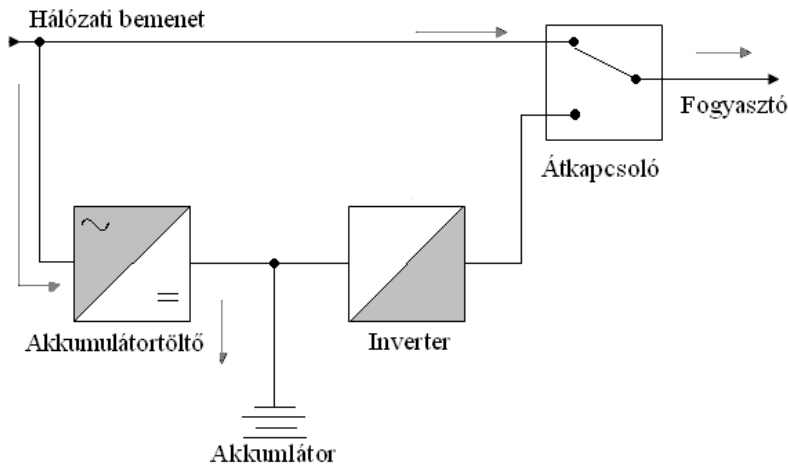 Hálózati bemenet
Fogyasztó
Átkapcsoló
Akkumulátortöltő
Inverter
Akkumlátor